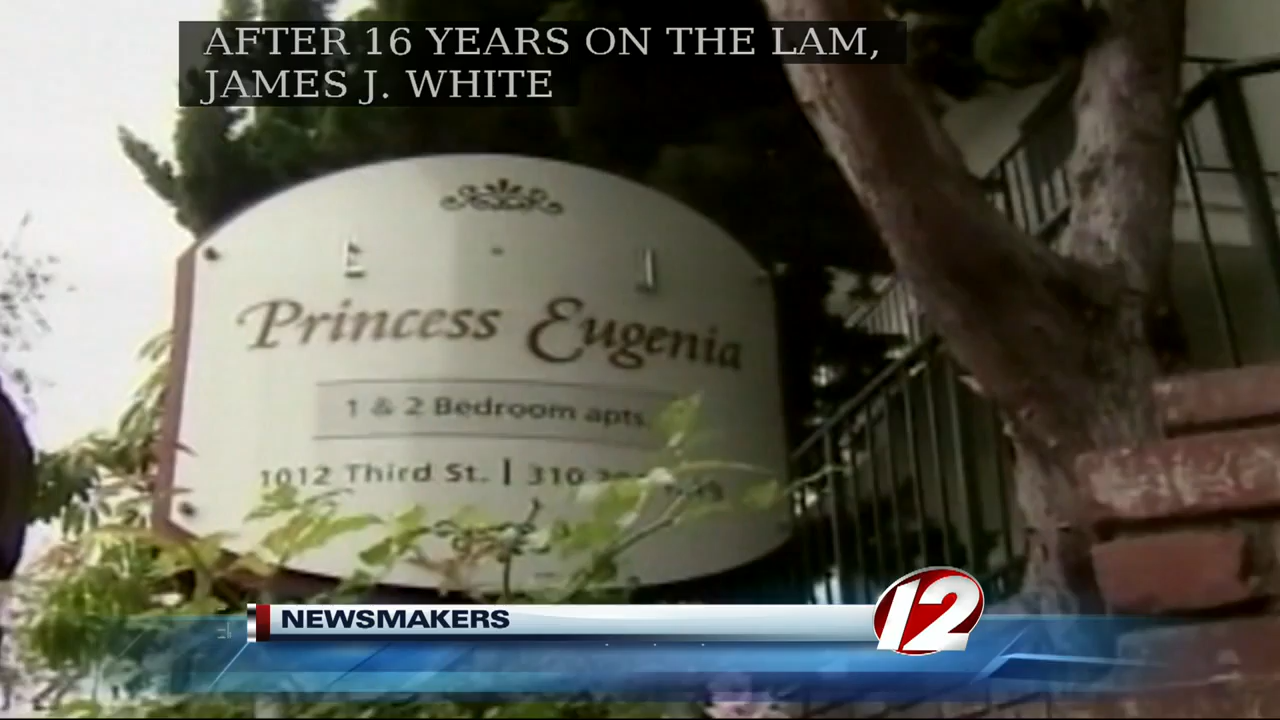 AFTER 16 YEARS ON THE LAM,
JAMES J. WHITE
Princess Eugenia
1 & 2 Bedroom apts.
1012 Third St. | 310
NEWSMAKERS
12